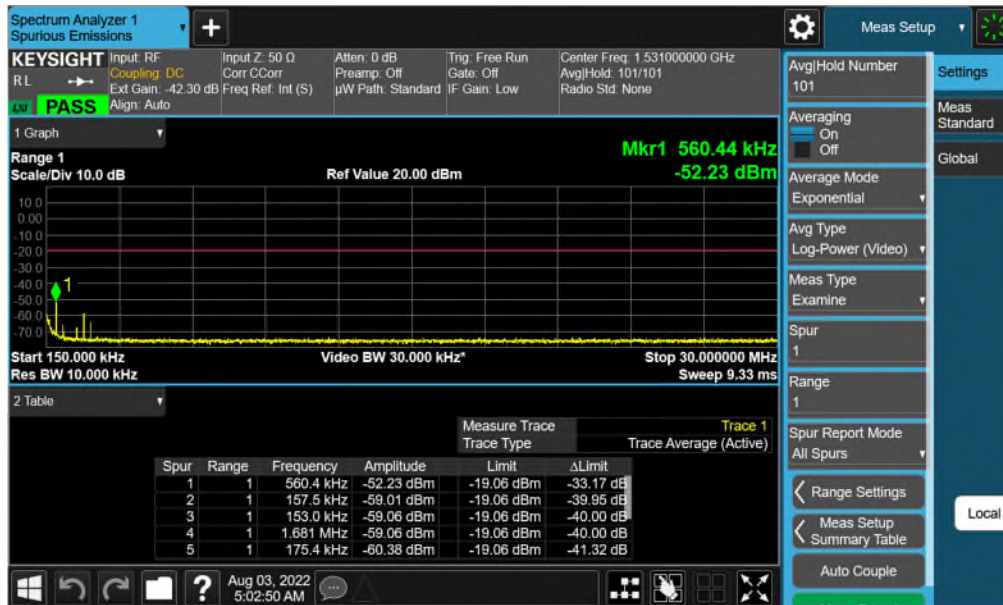 Spectrum Analyzer 1
Spurious Emissions
+
Meas Setup
KEYSIGHT
RL
LXI
PASS
Input: RF
Coupling: DC
Ext Gain: -42.30 dB
Align: Auto
Input Z: 50 Ω
Corr CCorr
Freq Ref: Int (S)
Atten: 0 dB
Preamp: Off
µW Path: Standard
Trig: Free Run
Gate: Off
IF Gain: Low
Center Freq: 1.531000000 GHz
Avg|Hold: 101/101
Radio Std: None
1 Graph
Range 1
Scale/Div 10.0 dB
Ref Value 20.00 dBm
Mkr1 560.44 kHz
-52.23 dBm
10.0
0.00
-10.0
-20.0
-30.0
-40.0
-50.0
-60.0
-70.0
1
Start 150.000 kHz
Video BW 30.000 kHz*
Stop 30.000000 MHz
Res BW 10.000 kHz
Sweep 9.33 ms
2 Table
Measure Trace Trace 1
Trace Type Trace Average (Active)
Spur Range Frequency Amplitude Limit ΔLimit
1 1 560.4 kHz -52.23 dBm -19.06 dBm -33.17 dB
2 1 157.5 kHz -59.01 dBm -19.06 dBm -39.95 dB
3 1 153.0 kHz -59.06 dBm -19.06 dBm -40.00 dB
4 1 1.681 MHz -59.06 dBm -19.06 dBm -40.00 dB
5 1 175.4 kHz -60.38 dBm -19.06 dBm -41.32 dB
?
Aug 03, 2022
5:02:50 AM
Avg|Hold Number
101
Averaging
On
Off
Average Mode
Exponential
Avg Type
Log-Power (Video)
Meas Type
Examine
Spur
1
Range
1
Spur Report Mode
All Spurs
Range Settings
Meas Setup
Summary Table
Auto Couple
Settings
Meas
Standard
Global
Local